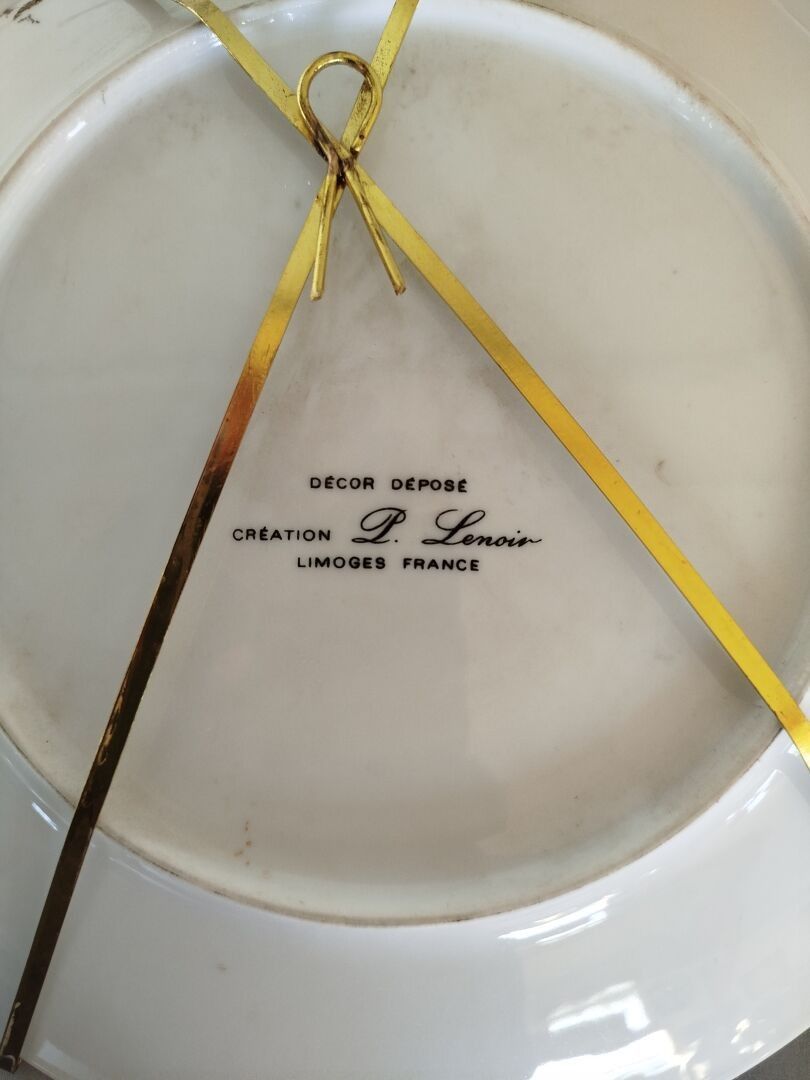 DÉCOR DÉPOSÉ
CRÉATION P. Lenoir
LIMOGES FRANCE